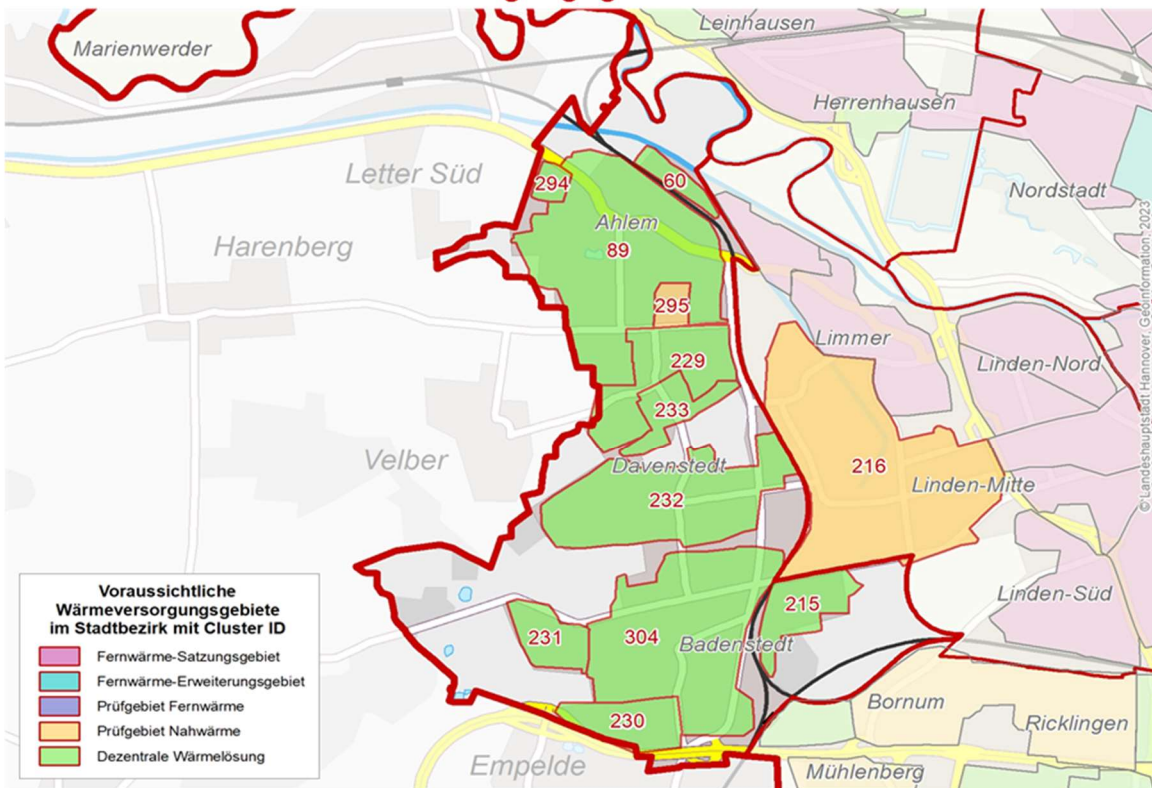 Leinhausen
Marienwerder
Herrenhausen
Letter Süd
294
60
Nordstadt
Ahlem
Harenberg
89
295
Limmer
229
Linden-Nord
233
Velber
Davenstedt
216
232
Linden-Mitte
Linden-Süd
215
231
304
Badenstedt
230
Bornum
Ricklingen
Empelde
Mühlenberg
© Landeshauptstadt Hannover, Geoinformation, 2023
Voraussichtliche
Wärmeversorgungsgebiete
im Stadtbezirk mit Cluster ID
Fernwärme-Satzungsgebiet
Fernwärme-Erweiterungsgebiet
Prüfgebiet Fernwärme
Prüfgebiet Nahwärme
Dezentrale Wärmelösung